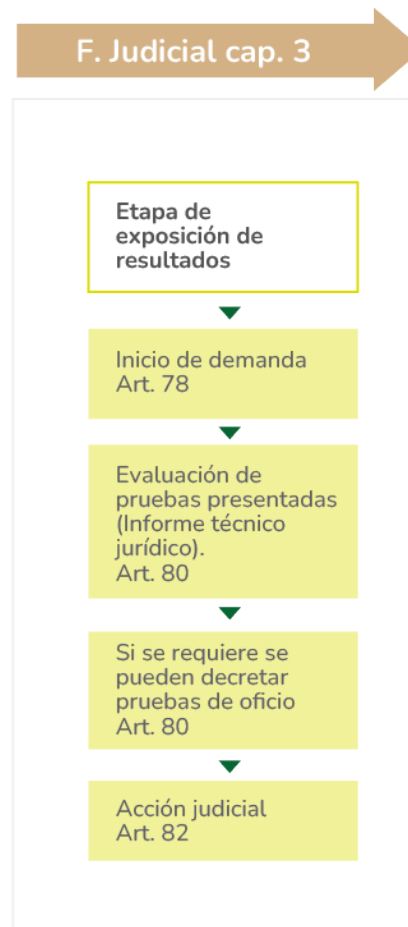 F. Judicial cap. 3
Etapa de
exposición de
resultados
Inicio de demanda
Art. 78
Evaluación de
pruebas presentadas
(Informe técnico
jurídico).
Art. 80
Si se requiere se
pueden decretar
pruebas de oficio
Art. 80
Acción judicial
Art. 82